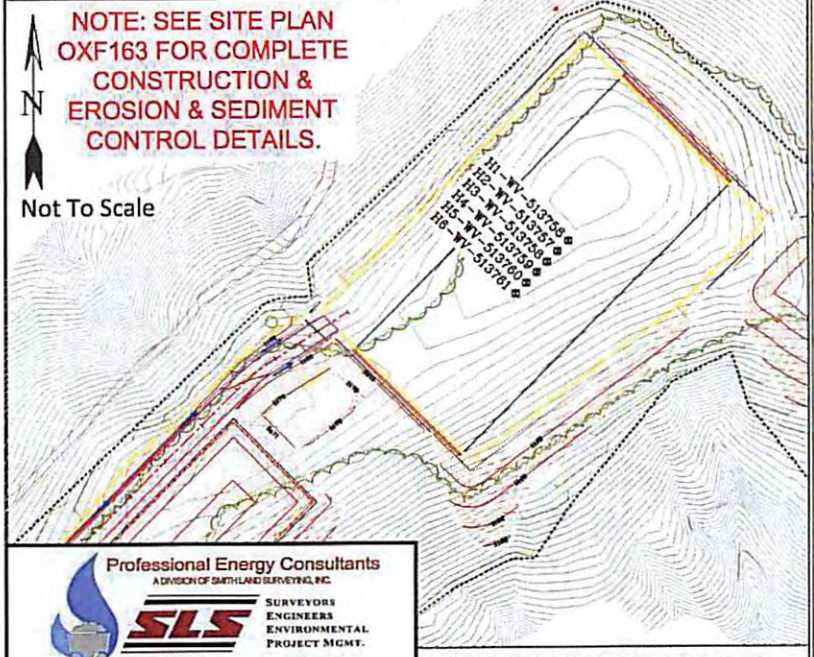 NOTE: SEE SITE PLAN
OXF163 FOR COMPLETE
CONSTRUCTION &
EROSION & SEDIMENT
CONTROL DETAILS.
N
Not To Scale
H1-WV-513756
H2-WV-513757
H3-WV-513758
H4-WV-513759
H5-WV-513760
H6-WV-513761
Professional Energy Consultants
A DIVISION OF SMITH LAND SURVEYING, INC.
SLS
SURVEYORS
ENGINEERS
ENVIRONMENTAL
PROJECT MGMT.